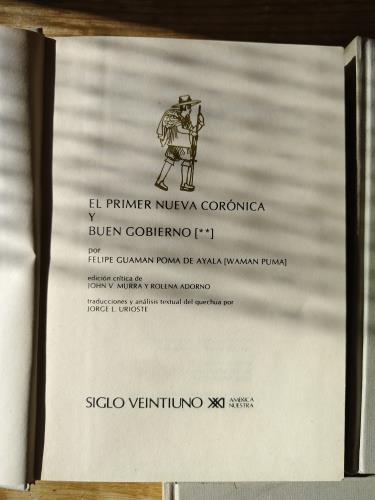 EL PRIMER NUEVA CORÓNICA
Y
BUEN GOBIERNO [**]
por
FELIPE GUAMAN POMA DE AYALA [WAMAN PUMA]
edición crítica de
JOHN V. MURRA Y ROLENA ADORNO
traducciones y análisis textual del quechua por
JORGE L. URIOSTE
SIGLO VEINTIUNO XXI AMÉRICA
NUESTRA